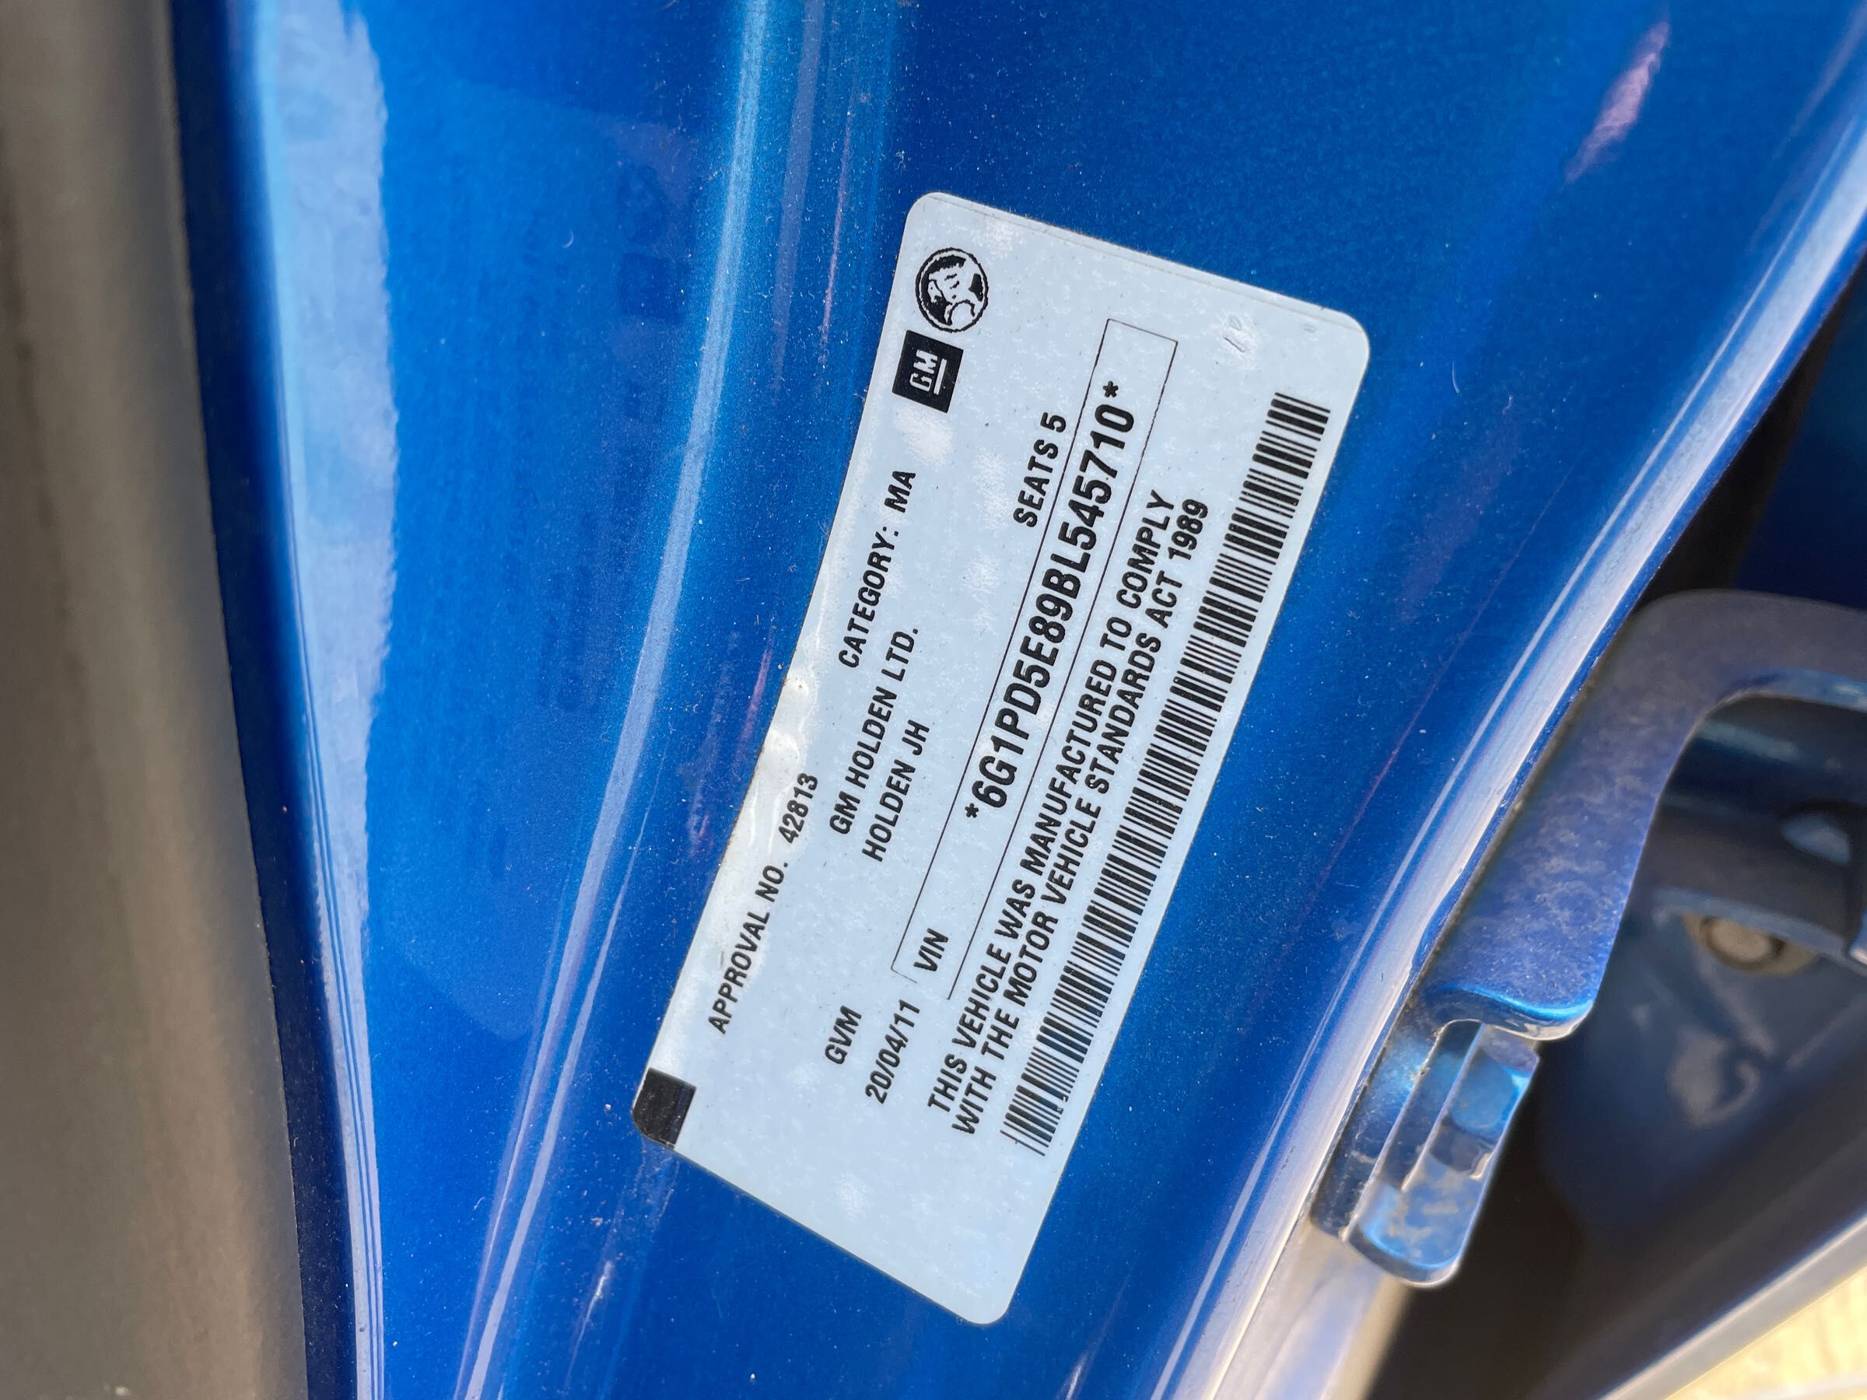 GM
APPROVAL NO. 42813 CATEGORY: MA
GM HOLDEN LTD.
HOLDEN JH
GVM
20/04/11 SEATS 5
VIN *6G1PD5E89BL545710*
THIS VEHICLE WAS MANUFACTURED TO COMPLY
WITH THE MOTOR VEHICLE STANDARDS ACT 1989